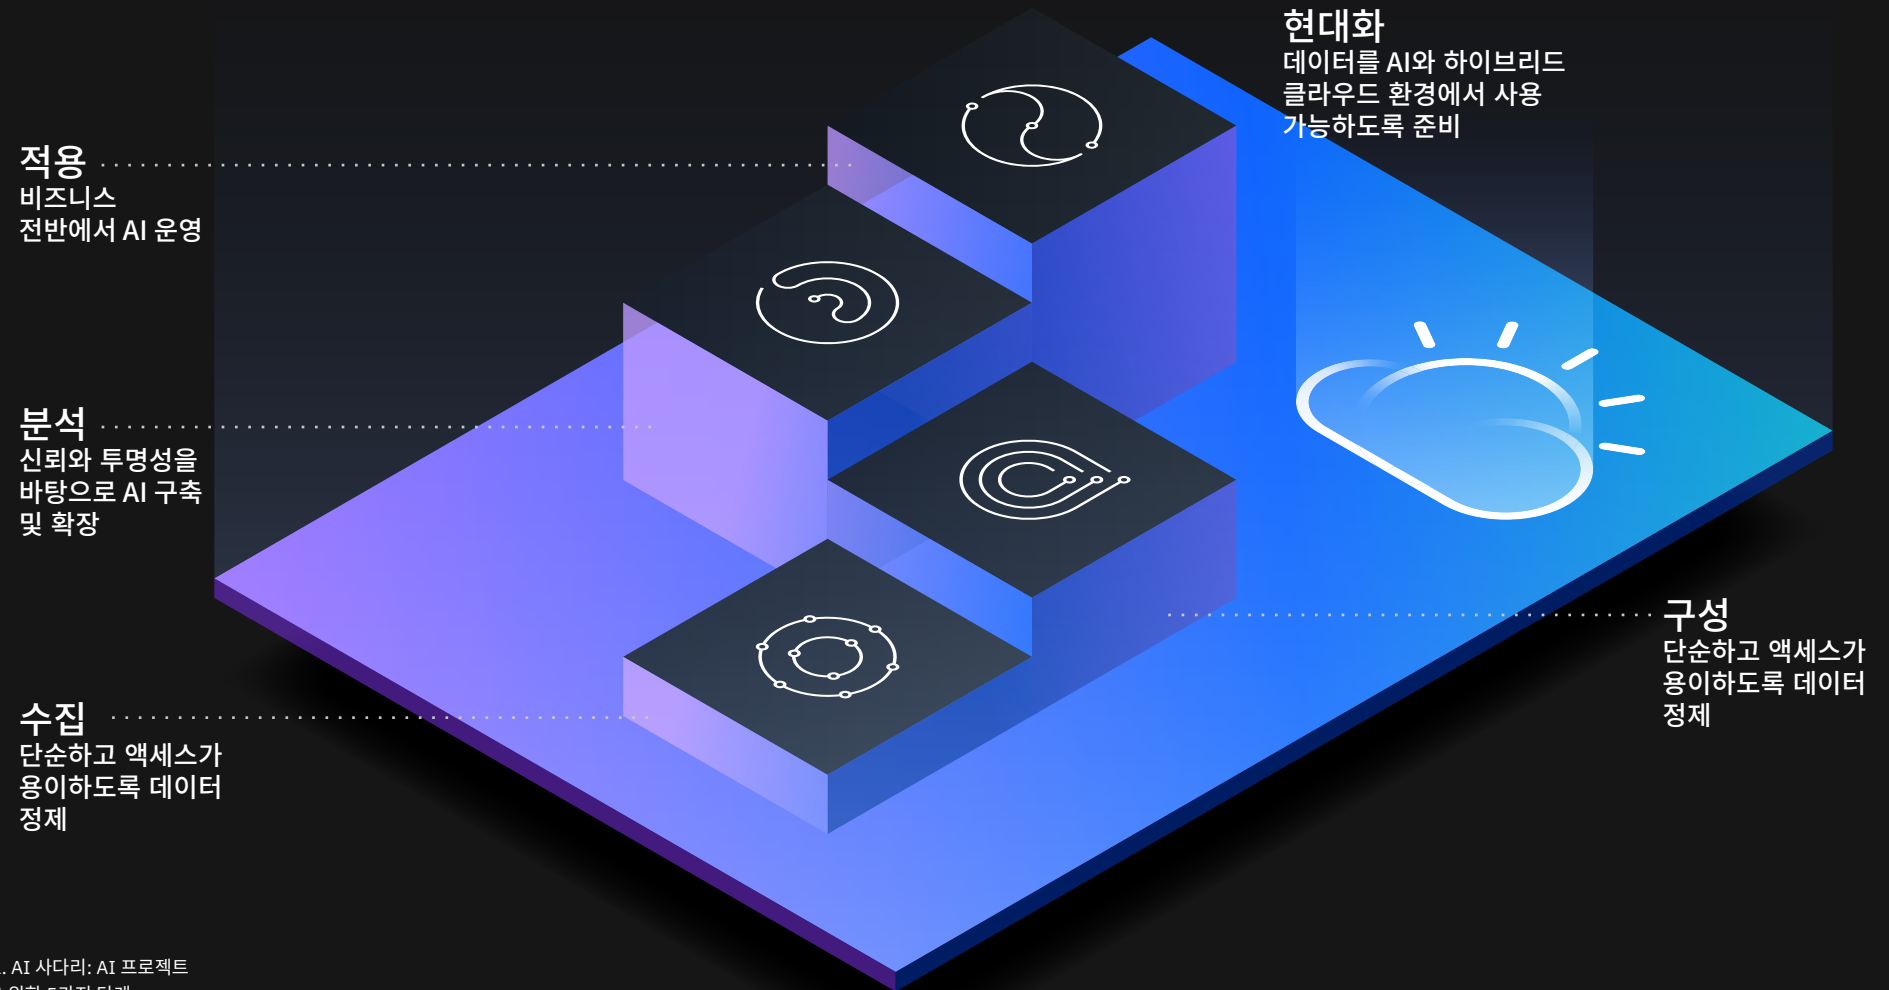 현대화
데이터를 AI와 하이브리드
클라우드 환경에서 사용
가능하도록 준비
적용
비즈니스
전반에서 AI 운영
분석
신뢰와 투명성을
바탕으로 AI 구축
및 확장
구성
단순하고 액세스가
용이하도록 데이터
정제
수집
단순하고 액세스가
용이하도록 데이터
정제
. AI 사다리: AI 프로젝트